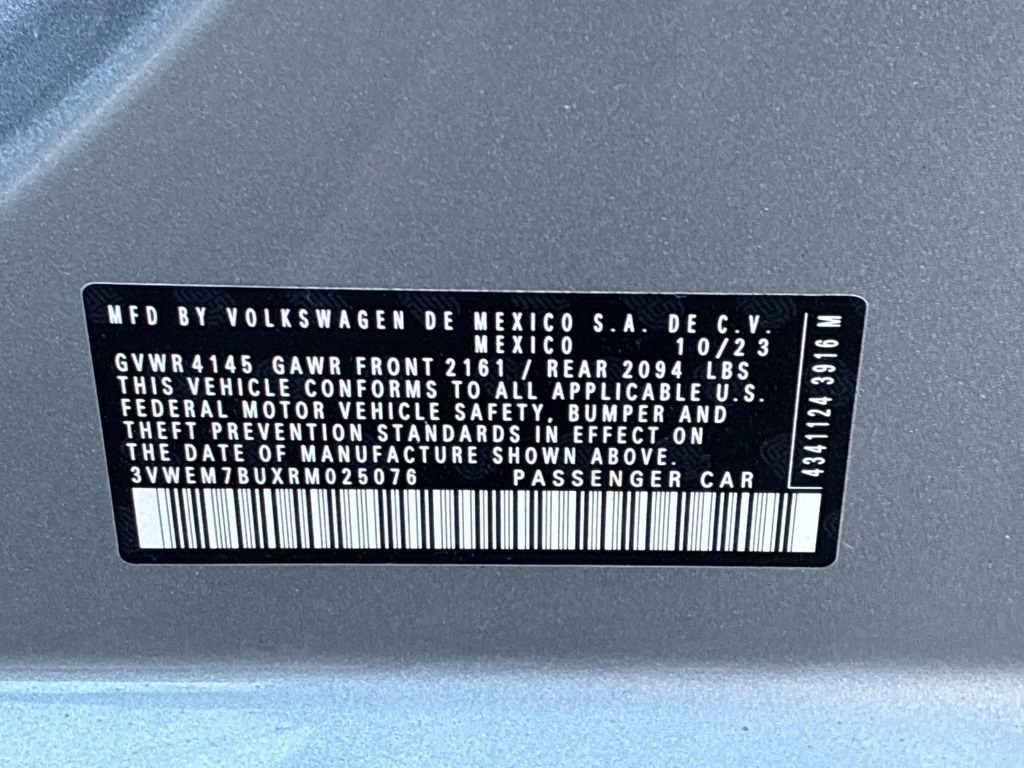 MFD BY VOLKSWAGEN DE MEXICO S.A. DE C.V.
MEXICO 10/23
GVWR 4145 GAWR FRONT 2161 / REAR 2094 LBS
THIS VEHICLE CONFORMS TO ALL APPLICABLE U.S.
FEDERAL MOTOR VEHICLE SAFETY, BUMPER AND
THEFT PREVENTION STANDARDS IN EFFECT ON
THE DATE OF MANUFACTURE SHOWN ABOVE.
3VWEM7BUXRM025076 PASSENGER CAR
4341124 3916 M